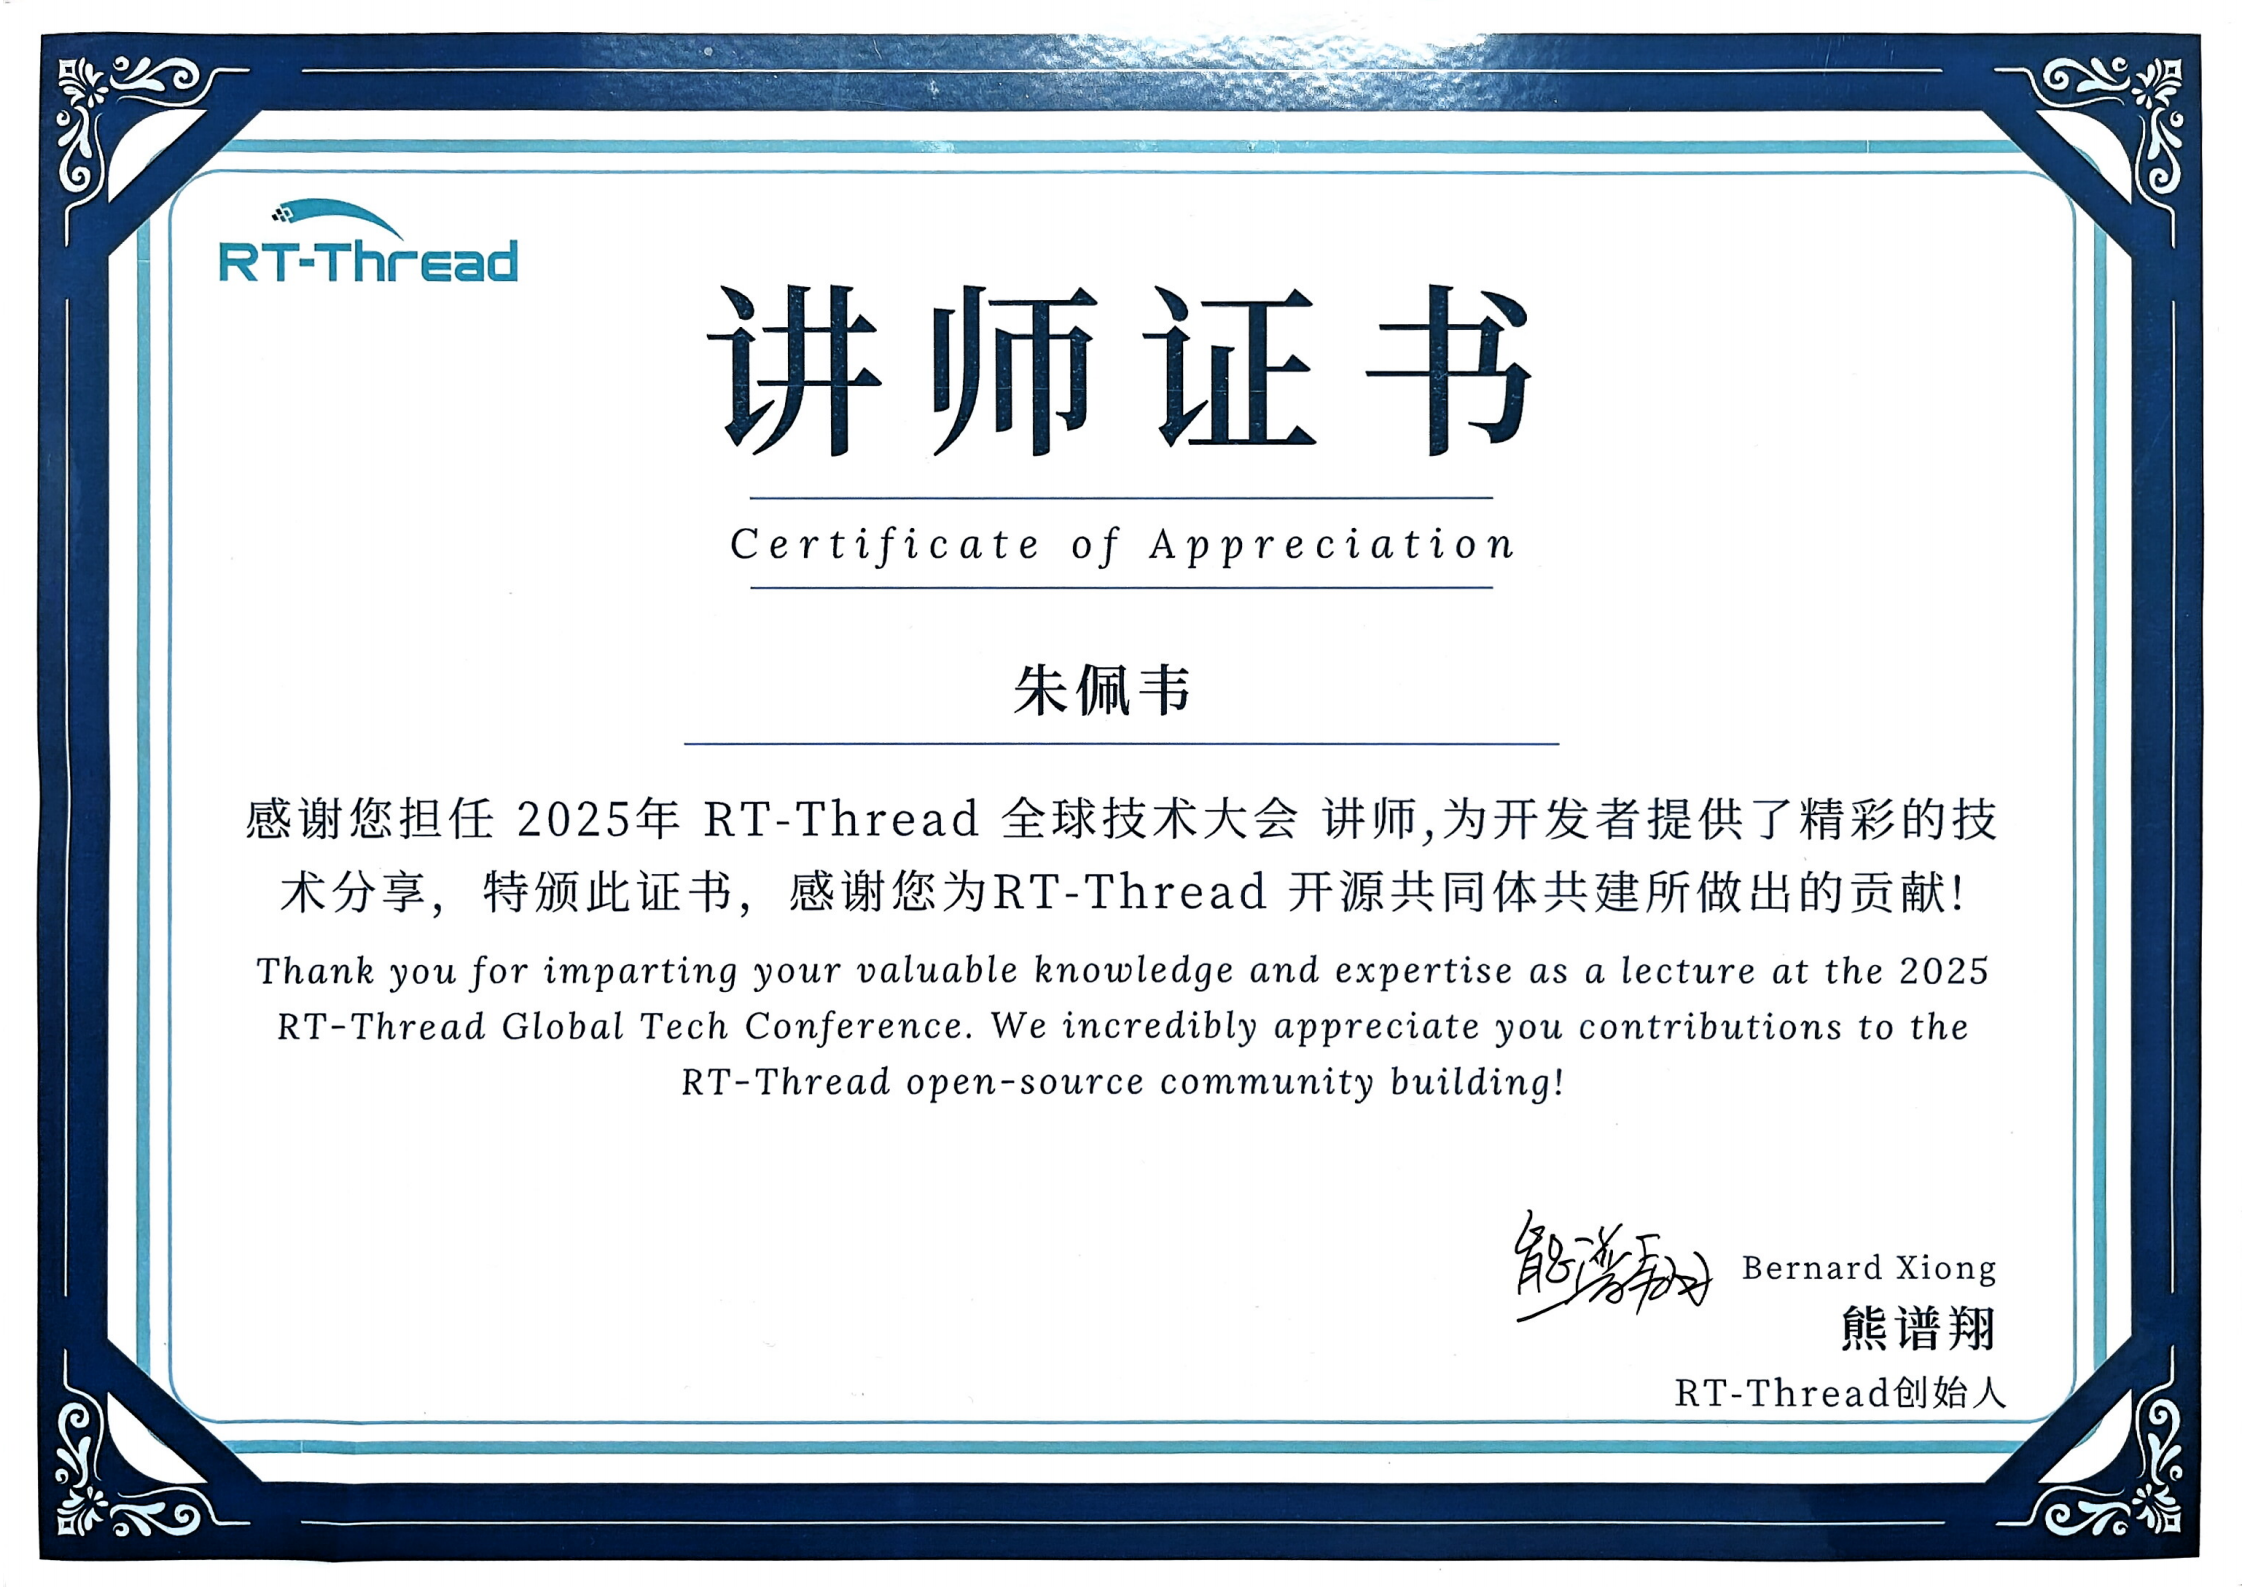 RT-Thread
讲师证书
Certificate of Appreciation
朱佩韦
感谢您担任 2025年 RT-Thread 全球技术大会 讲师,为开发者提供了精彩的技
术分享，特颁此证书，感谢您为RT-Thread 开源共同体共建所做出的贡献!
Thank you for imparting your valuable knowledge and expertise as a lecture at the 2025
RT-Thread Global Tech Conference. We incredibly appreciate you contributions to the
RT-Thread open-source community building!
熊谱翔 Bernard Xiong
熊谱翔
RT-Thread创始人